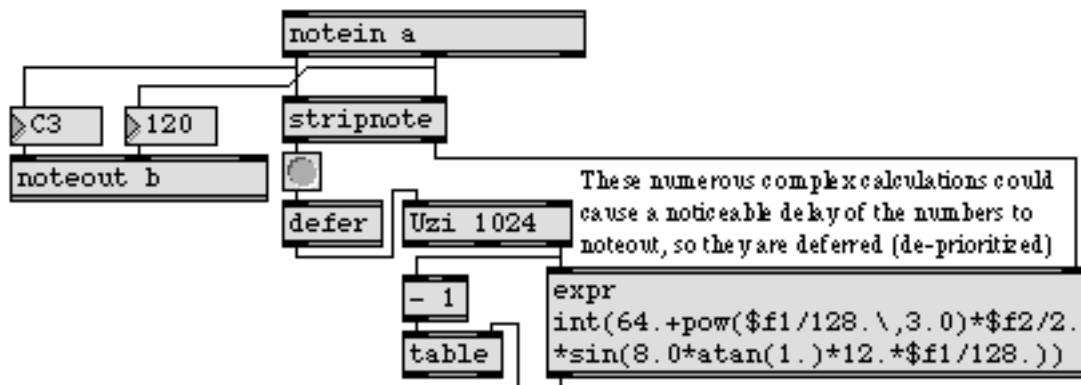 notein a
C3
120
stripnote
noteout b
defer
Uzi 1024
These numerous complex calculations could
cause a noticeable delay of the numbers to
noteout, so they are deferred (de-prioritized)
- 1
table
expr
int(64.+pow($f1/128.\,3.0)*$f2/2.
*sin(8.0*atan(1.)*12.*$f1/128.))